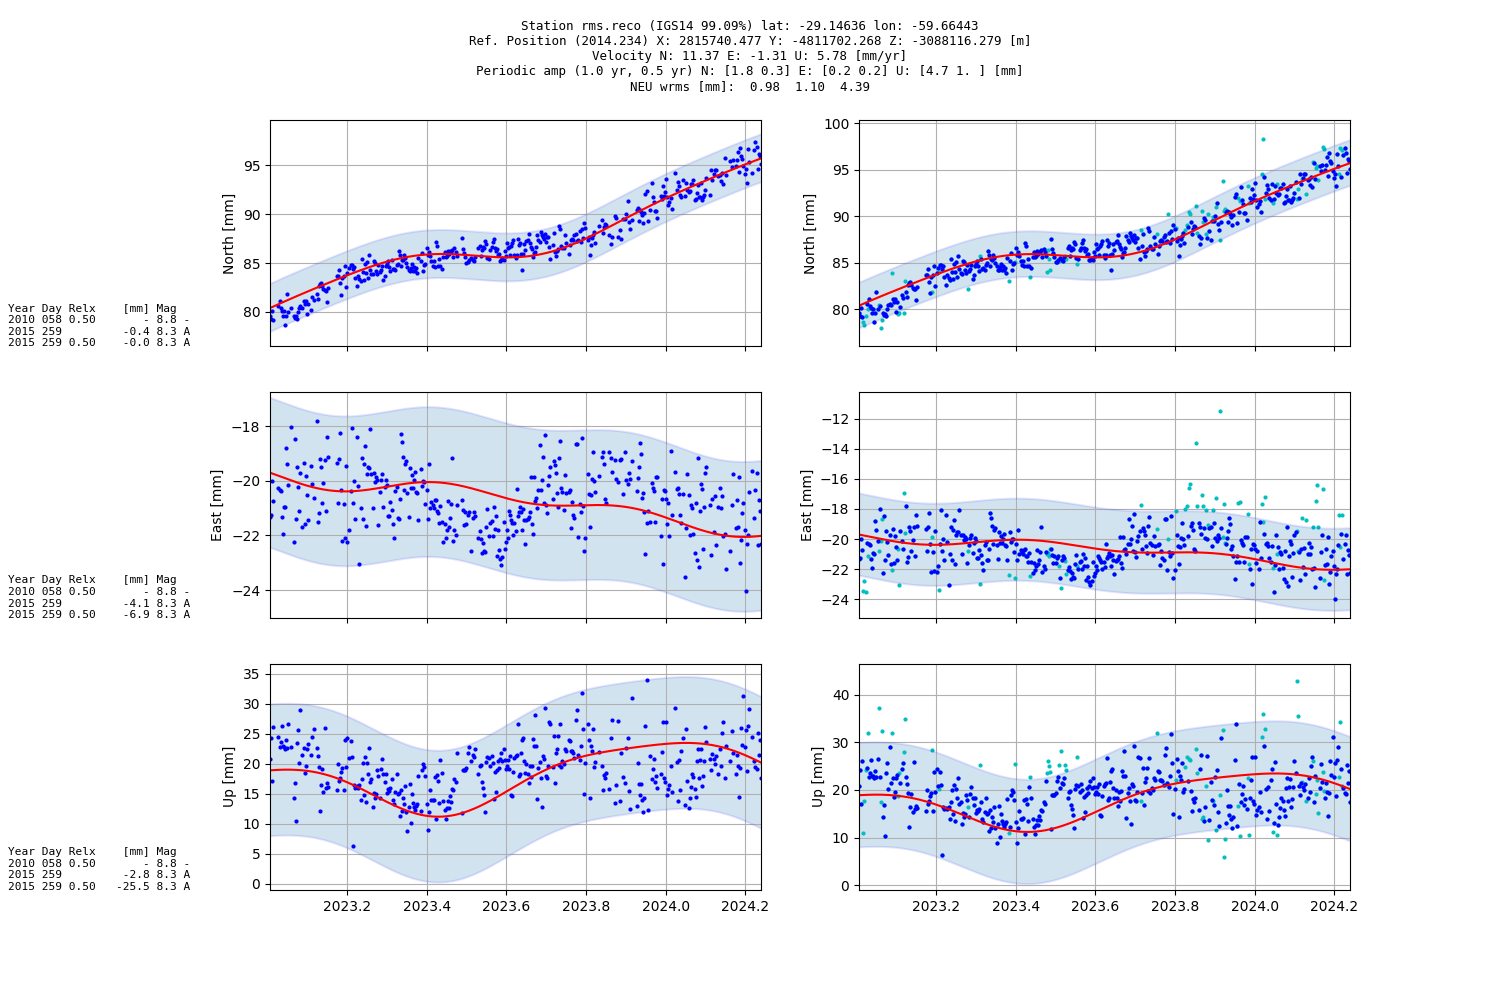 Station rms.reco (IGS14 99.09%) lat: -29.14636 lon: -59.66443
Ref. Position (2014.234) X: 2815740.477 Y: -4811702.268 Z: -3088116.279 [m]
Velocity N: 11.37 E: -1.31 U: 5.78 [mm/yr]
Periodic amp (1.0 yr, 0.5 yr) N: [1.8 0.3] E: [0.2 0.2] U: [4.7 1. ] [mm]
NEU wrms [mm]:  0.98  1.10  4.39
Year Day Relx    [mm] Mag
2010 058 0.50       - 8.8 -
2015 259         -0.4 8.3 A
2015 259 0.50    -0.0 8.3 A
North [mm]
95
90
85
80
North [mm]
100
95
90
85
80
Year Day Relx    [mm] Mag
2010 058 0.50       - 8.8 -
2015 259         -4.1 8.3 A
2015 259 0.50    -6.9 8.3 A
East [mm]
−18
−20
−22
−24
East [mm]
−12
−14
−16
−18
−20
−22
−24
Year Day Relx    [mm] Mag
2010 058 0.50       - 8.8 -
2015 259         -2.8 8.3 A
2015 259 0.50   -25.5 8.3 A
Up [mm]
35
30
25
20
15
10
5
0
2023.2 2023.4 2023.6 2023.8 2024.0 2024.2
Up [mm]
40
30
20
10
0
2023.2 2023.4 2023.6 2023.8 2024.0 2024.2